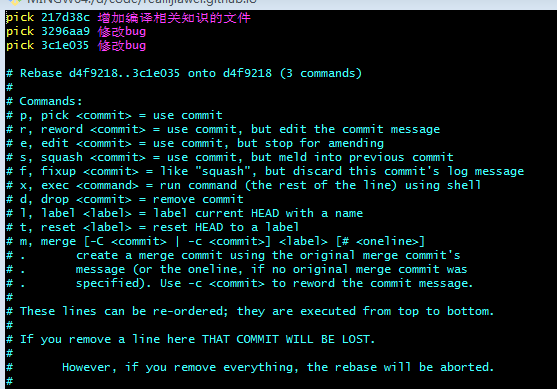 pick 217d38c 增加编译相关知识的文件
pick 3296aa9 修改bug
pick 3c1e035 修改bug

# Rebase d4f9218..3c1e035 onto d4f9218 (3 commands)
#
# Commands:
# p, pick <commit> = use commit
# r, reword <commit> = use commit, but edit the commit message
# e, edit <commit> = use commit, but stop for amending
# s, squash <commit> = use commit, but meld into previous commit
# f, fixup <commit> = like "squash", but discard this commit's log message
# x, exec <command> = run command (the rest of the line) using shell
# d, drop <commit> = remove commit
# l, label <label> = label current HEAD with a name
# t, reset <label> = reset HEAD to a label
# m, merge [-C <commit> | -c <commit>] <label> [# <oneline>]
# .       create a merge commit using the original merge commit's
# .       message (or the oneline, if no original merge commit was
# .       specified). Use -c <commit> to reword the commit message.
#
# These lines can be re-ordered; they are executed from top to bottom.
#
# If you remove a line here THAT COMMIT WILL BE LOST.
#
#       However, if you remove everything, the rebase will be aborted.
#